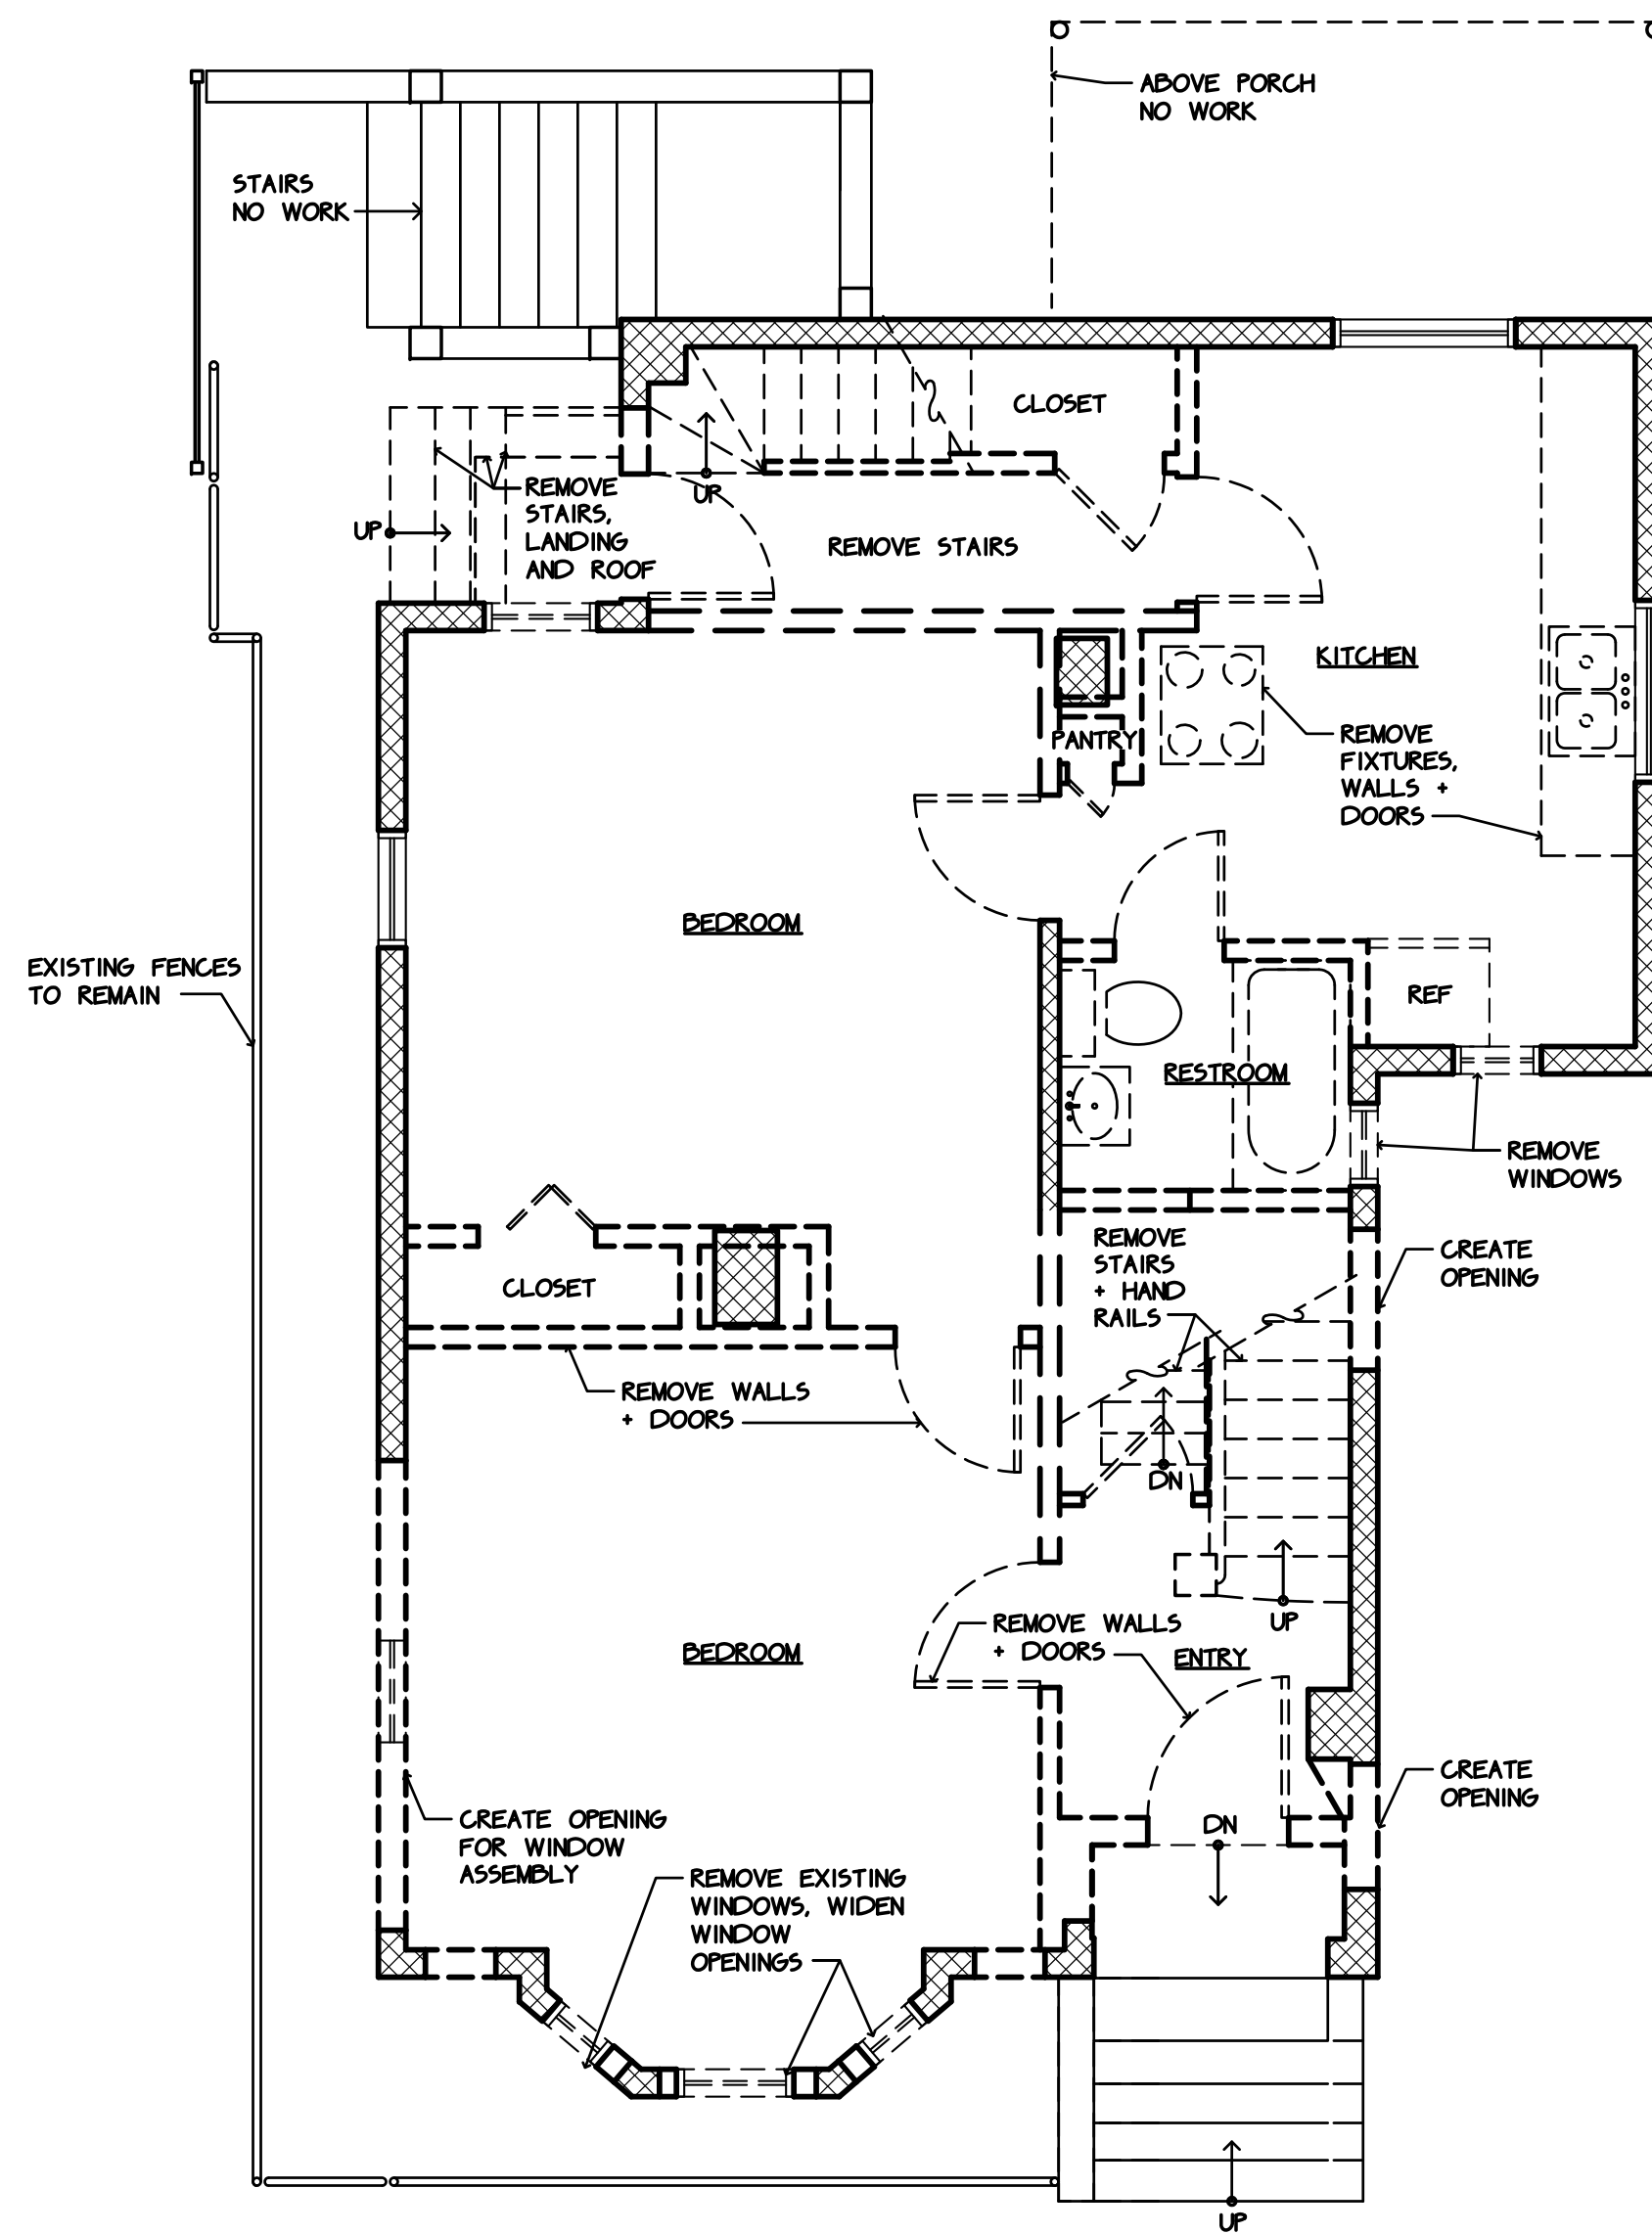 ABOVE PORCH
NO WORK
STAIRS
NO WORK
CLOSET
REMOVE
STAIRS,
LANDING
AND ROOF
UP
UP
REMOVE STAIRS
KITCHEN
PANTRY
REMOVE
FIXTURES,
WALLS +
DOORS
BEDROOM
EXISTING FENCES
TO REMAIN
REF
RESTROOM
REMOVE
WINDOWS
REMOVE
STAIRS
+ HAND
RAILS
CREATE
OPENING
CLOSET
REMOVE WALLS
+ DOORS
DN
UP
REMOVE WALLS
+ DOORS
ENTRY
BEDROOM
CREATE
OPENING
CREATE OPENING
FOR WINDOW
ASSEMBLY
DN
REMOVE EXISTING
WINDOWS, WIDEN
WINDOW
OPENINGS
UP